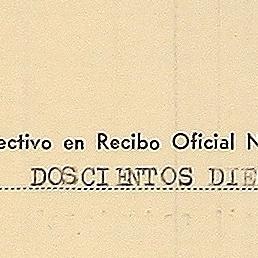 ectivo en Recibo Oficial N
DOSCIENTOS DIE